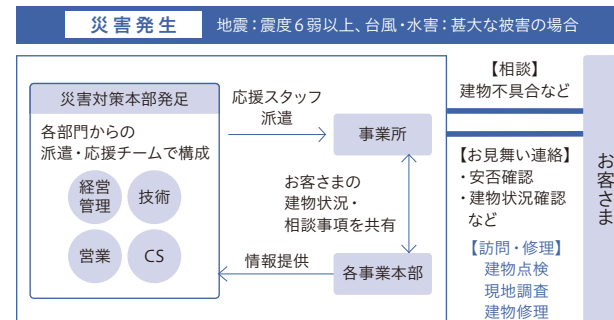 災害発生
地震：震度6弱以上、台風・水害：甚大な被害の場合
災害対策本部発足
各部門からの
派遣・応援チームで構成
経営
管理
技術
営業
CS
応援スタッフ
派遣
事業所
お客さまの
建物状況・
相談事項を共有
情報提供
各事業本部
【相談】
建物不具合など
【お見舞い連絡】
・安否確認
・建物状況確認
など
【訪問・修理】
建物点検
現地調査
建物修理
お客さま